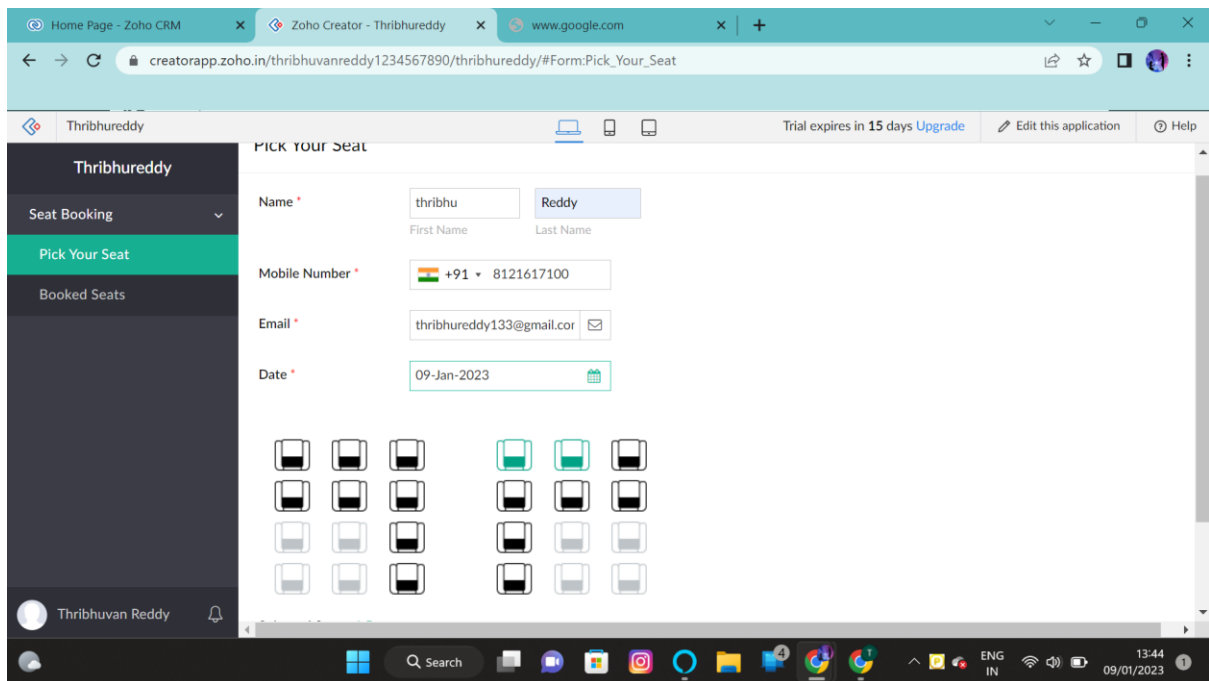 Home Page - Zoho CRM
Zoho Creator - Thribhureddy
www.google.com
creatorapp.zoho.in/thribhuvanreddy1234567890/thribhureddy/#Form:Pick_Your_Seat
Thribhureddy
Trial expires in 15 days Upgrade
Edit this application
Help
Thribhureddy
Pick Your Seat
Seat Booking
Name *
thribhu
Reddy
First Name
Last Name
Pick Your Seat
Mobile Number *
+91
8121617100
Booked Seats
Email *
thribhureddy133@gmail.cor
Date *
09-Jan-2023
Thribhuvan Reddy
Search
4
T
ENG
IN
13:44
09/01/2023
1